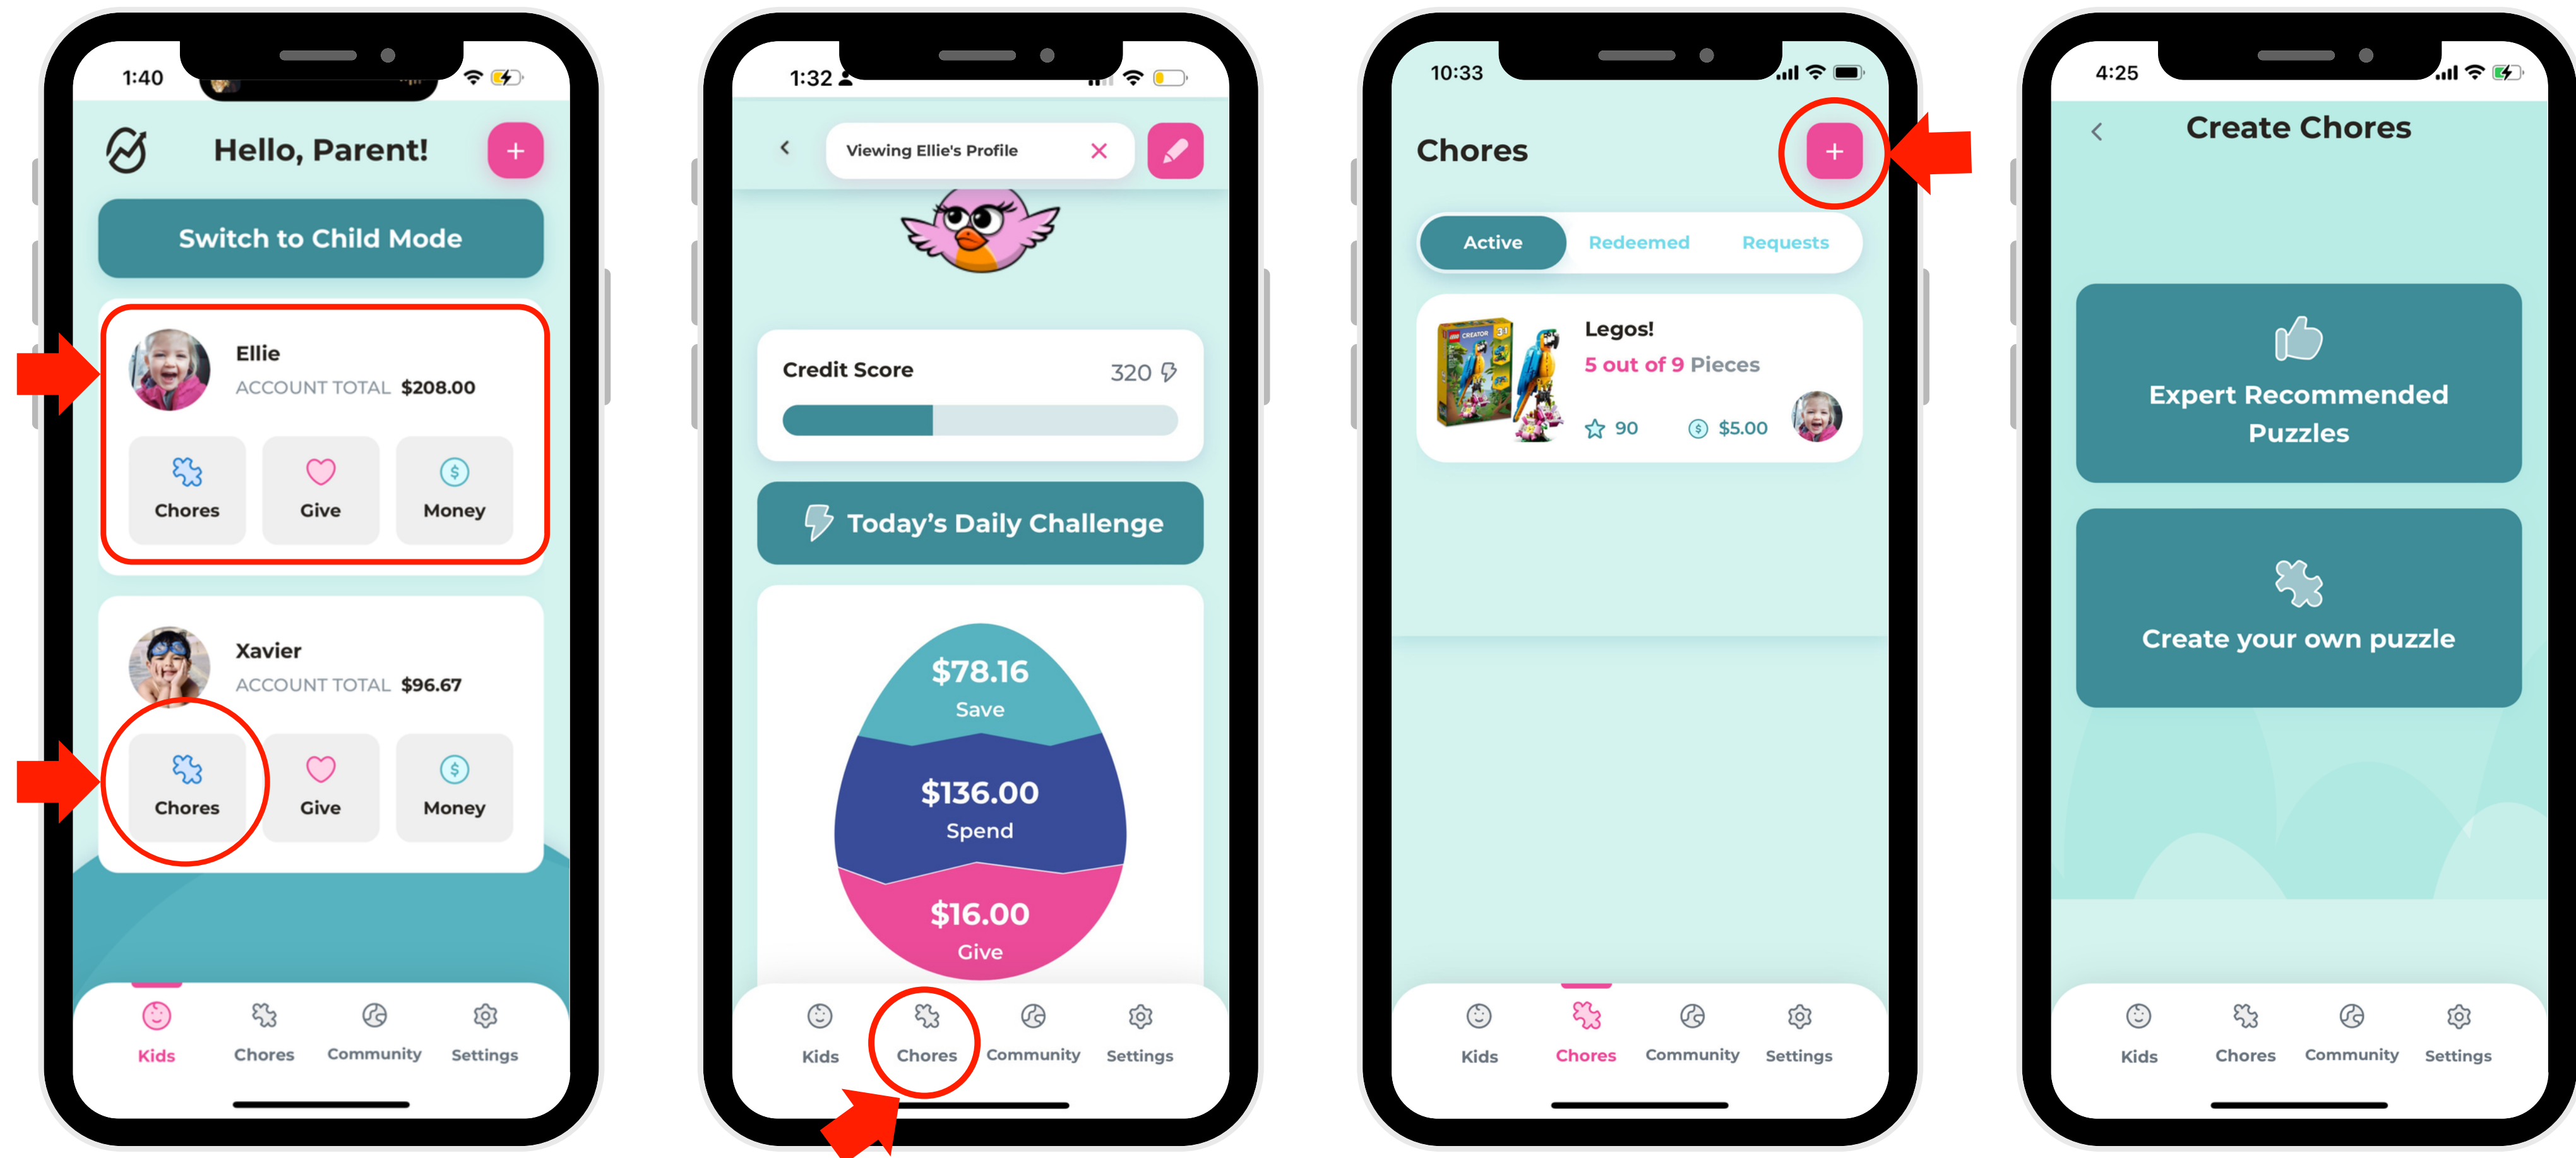 1:40
Hello, Parent!
+
Switch to Child Mode
Ellie
ACCOUNT TOTAL $208.00
Chores Give Money
Xavier
ACCOUNT TOTAL $96.67
Chores Give Money
Kids Chores Community Settings
1:32
Viewing Ellie's Profile
Credit Score 320
Today's Daily Challenge
$78.16
Save
$136.00
Spend
$16.00
Give
Kids Chores Community Settings
10:33
Chores +
Active Redeemed Requests
CREATOR 3in1
Legos!
5 out of 9 Pieces
90 $5.00
Kids Chores Community Settings
4:25
Create Chores
Expert Recommended
Puzzles
Create your own puzzle
Kids Chores Community Settings